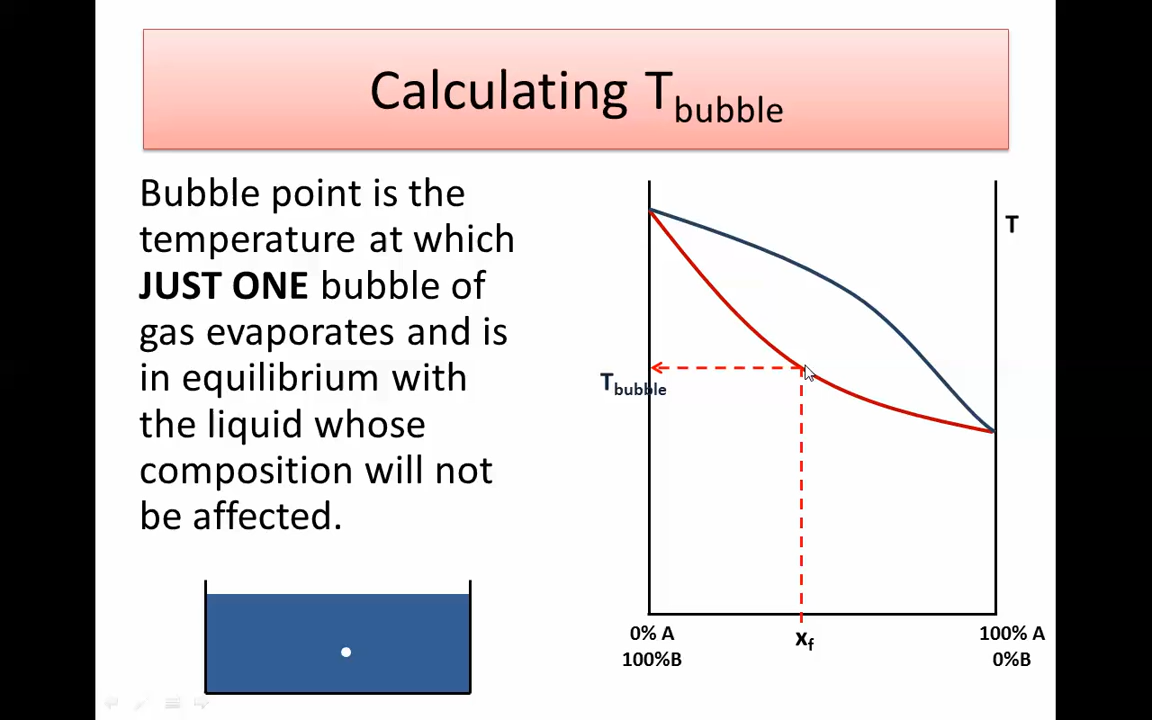 Calculating Tbubble
Bubble point is the
temperature at which
JUST ONE bubble of
gas evaporates and is
in equilibrium with
the liquid whose
composition will not
be affected.
T
Tbubble
0% A
100%B
xf
100% A
0%B